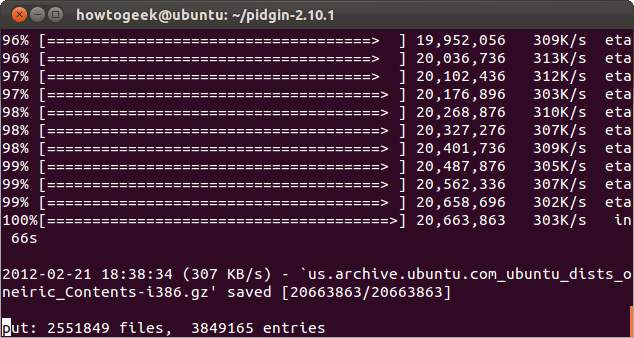 howtogeek@ubuntu: ~/pidgin-2.10.1
96% [====================================>  ] 19,952,056   309K/s  eta
96% [====================================>  ] 20,036,736   313K/s  eta
97% [====================================>  ] 20,102,436   312K/s  eta
97% [=====================================> ] 20,176,896   303K/s  eta
98% [=====================================> ] 20,268,876   310K/s  eta
98% [=====================================> ] 20,327,276   307K/s  eta
98% [=====================================> ] 20,401,736   309K/s  eta
99% [=====================================> ] 20,487,876   305K/s  eta
99% [=====================================> ] 20,562,336   307K/s  eta
99% [=====================================> ] 20,658,696   302K/s  eta
100%[======================================>] 20,663,863   303K/s   in
 66s
2012-02-21 18:38:34 (307 KB/s) - `us.archive.ubuntu.com_ubuntu_dists_o
neiric_Contents-i386.gz' saved [20663863/20663863]
put: 2551849 files,  3849165 entries